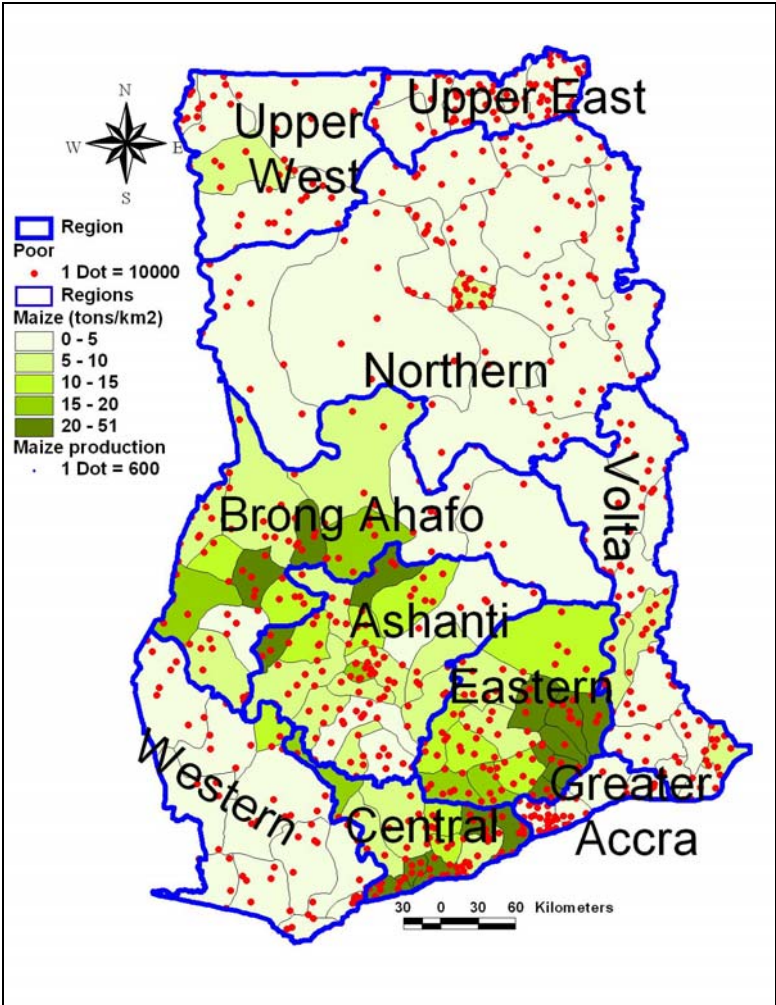 N
W
E
S
Upper East
Upper
West
Region
Poor
1 Dot = 10000
Regions
Maize (tons/km2)
0 - 5
5 - 10
10 - 15
15 - 20
20 - 51
Maize production
1 Dot = 600
Northern
Brong Ahafo
Volta
Ashanti
Eastern
Western
Greater
Accra
Central
30 0 30 60 Kilometers